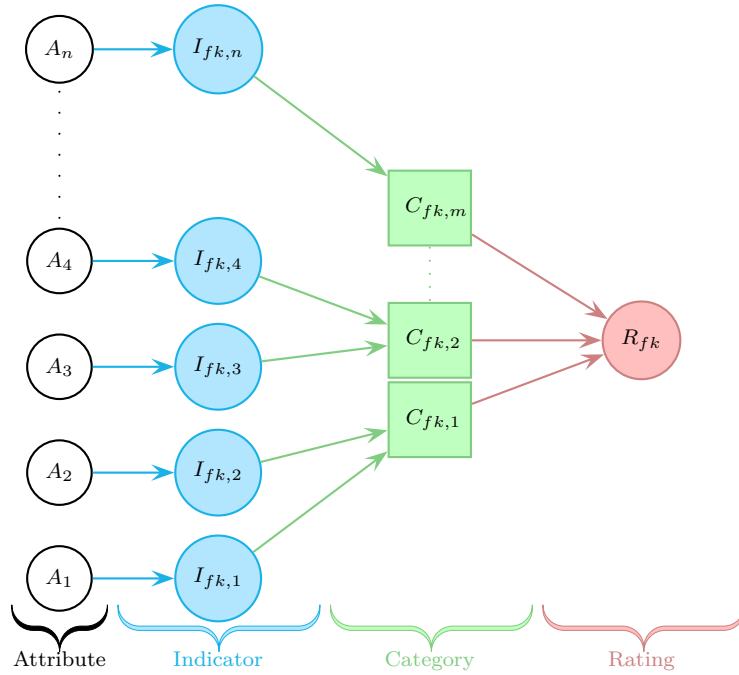 A_n I_{fk,n}
C_{fk,m}
A_4 I_{fk,4}
C_{fk,2} R_{fk}
A_3 I_{fk,3}
C_{fk,1}
A_2 I_{fk,2}
A_1 I_{fk,1}
Attribute Indicator Category Rating